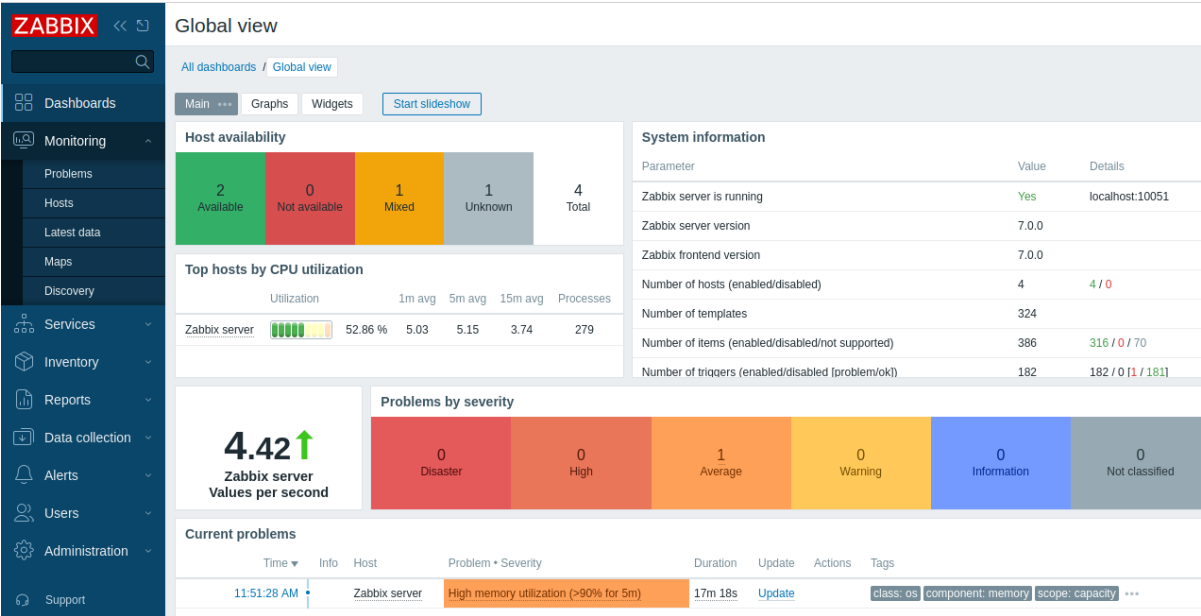 ZABBIX
Global view
All dashboards / Global view
Dashboards
Monitoring
Problems
Hosts
Latest data
Maps
Discovery
Services
Inventory
Reports
Data collection
Alerts
Users
Administration
Support
Main ••• Graphs Widgets Start slideshow
Host availability
2 0 1 1 4
Available Not available Mixed Unknown Total
System information
Parameter Value Details
Zabbix server is running Yes localhost:10051
Zabbix server version 7.0.0
Zabbix frontend version 7.0.0
Number of hosts (enabled/disabled) 4 4 / 0
Number of templates 324
Number of items (enabled/disabled/not supported) 386 316 / 0 / 70
Number of triggers (enabled/disabled [problem/ok]) 182 182 / 0 [1 / 181]
Top hosts by CPU utilization
Utilization 1m avg 5m avg 15m avg Processes
Zabbix server 52.86 % 5.03 5.15 3.74 279
4.42
Zabbix server
Values per second
Problems by severity
0 0 1 0 0 0
Disaster High Average Warning Information Not classified
Current problems
Time Info Host Problem • Severity Duration Update Actions Tags
11:51:28 AM Zabbix server High memory utilization (>90% for 5m) 17m 18s Update class: os component: memory scope: capacity •••